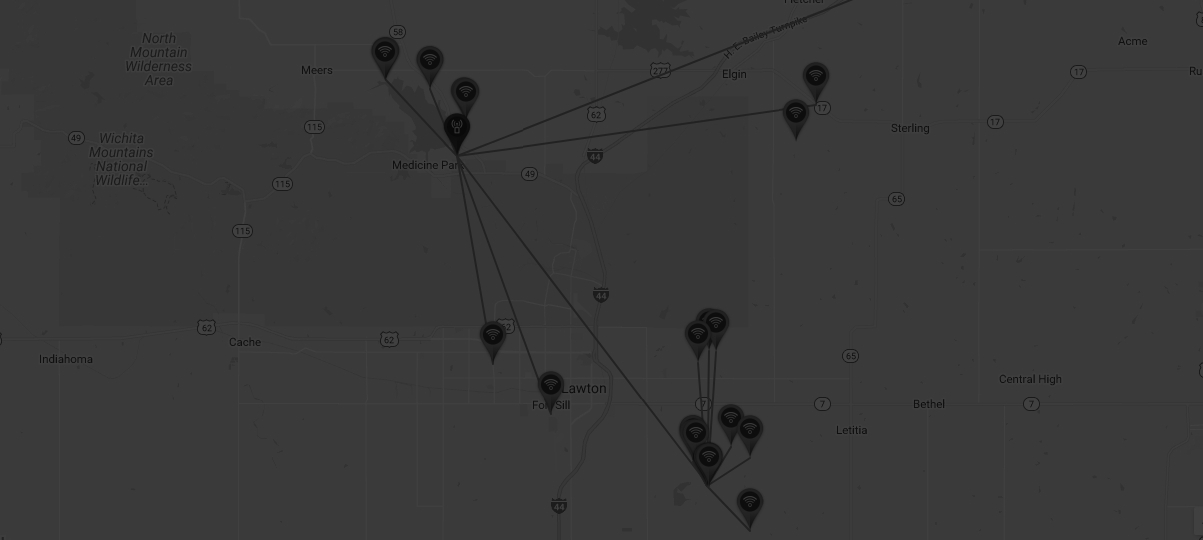 Fletcher
H. E. Bailey Turnpike
North
Mountain
Wilderness
Area
58
Acme
Meers
277
Elgin
17
62
17
115
49
Wichita
Mountains
National
Wildlife...
Sterling
17
44
Medicine Par
49
115
65
115
44
62
62
Cache
Indiahoma
65
Central High
Lawton
Fort Sill
7
7
Bethel
7
Letitia
44